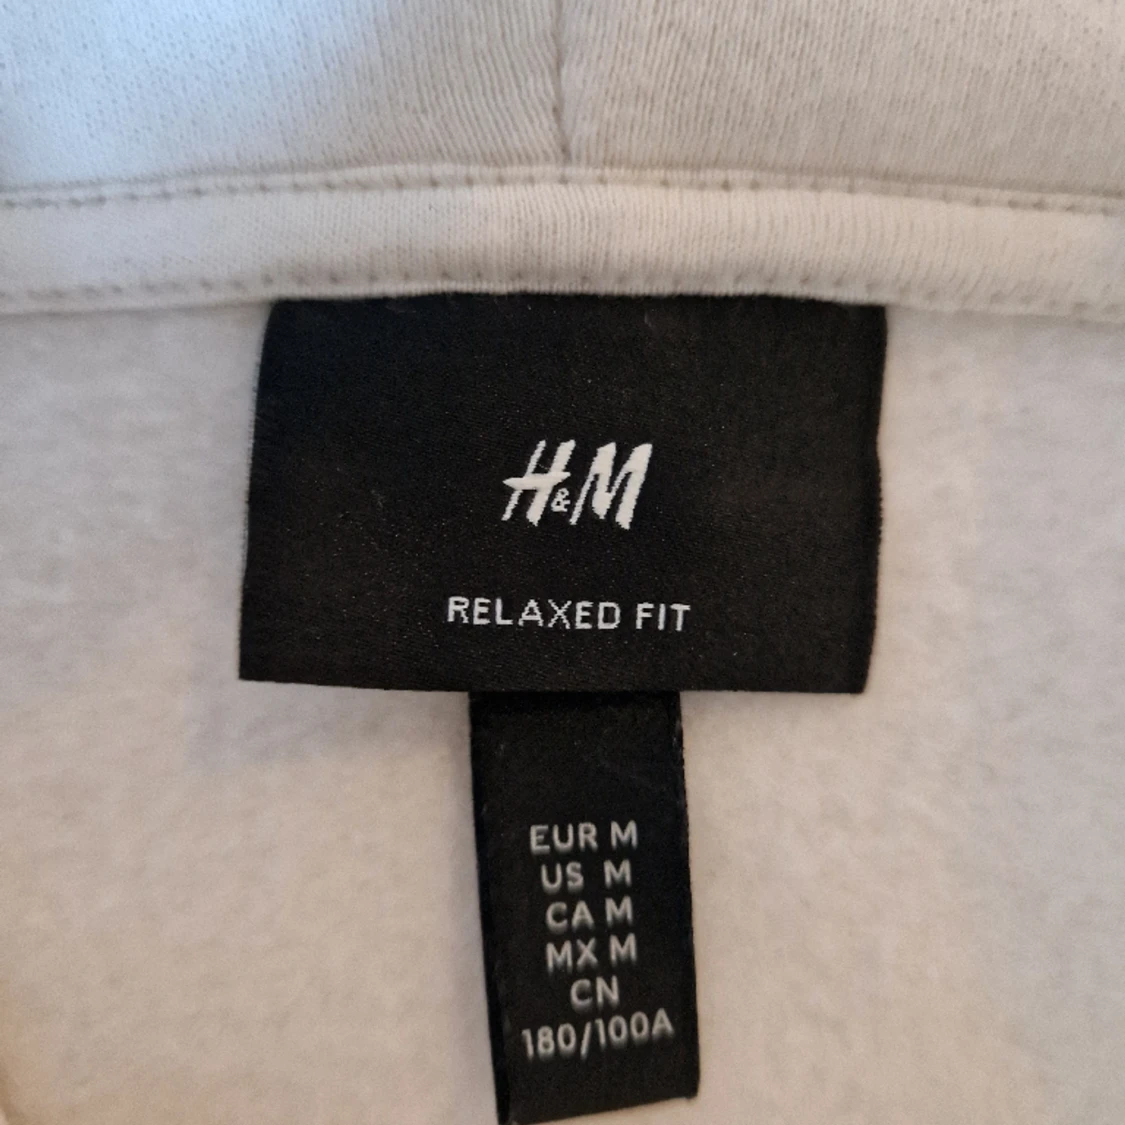 H&M
RELAXED FIT
EUR M
US M
CA M
MX M
CN
180/100A